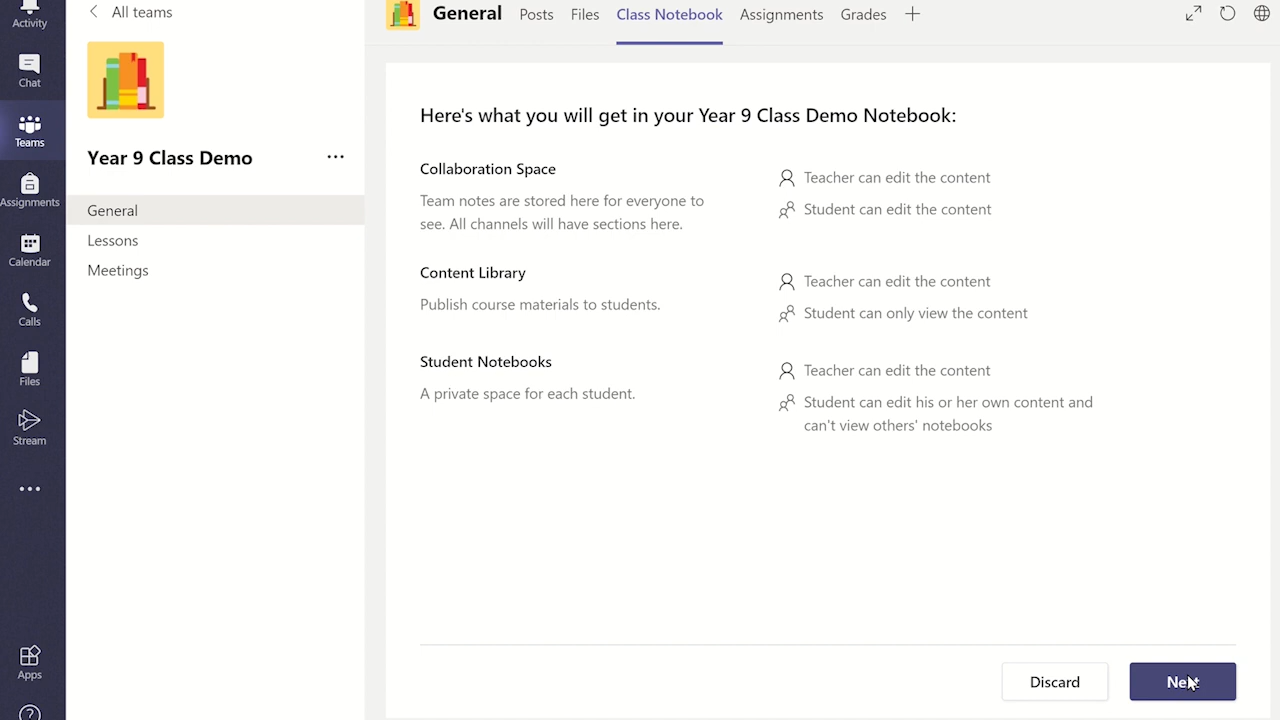 Activity
Chat
Teams
Assignments
Calendar
Calls
Files
Stream
Apps
All teams
Year 9 Class Demo
General
Lessons
Meetings
General Posts Files Class Notebook Assignments Grades
Here's what you will get in your Year 9 Class Demo Notebook:
Collaboration Space
Team notes are stored here for everyone to
see. All channels will have sections here.
Teacher can edit the content
Student can edit the content
Content Library
Publish course materials to students.
Teacher can edit the content
Student can only view the content
Student Notebooks
A private space for each student.
Teacher can edit the content
Student can edit his or her own content and
can't view others' notebooks
Discard
Next